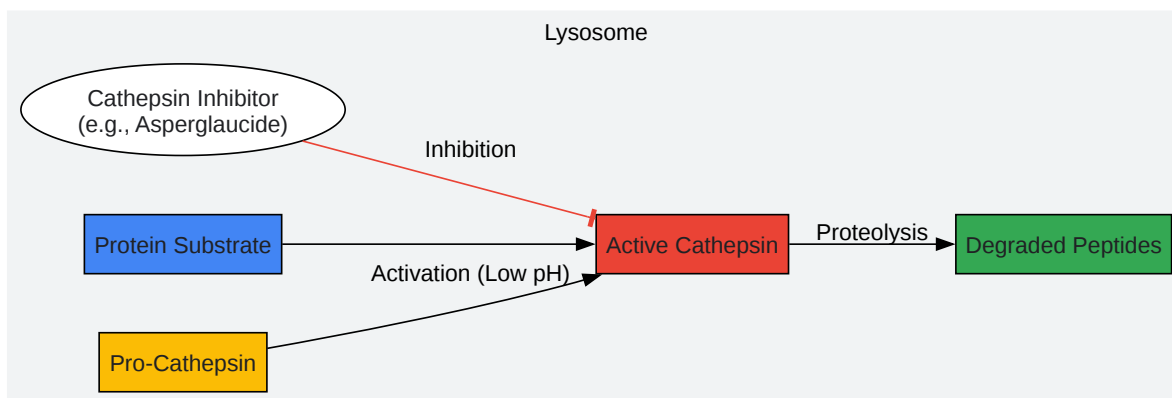 Lysosome
Cathepsin Inhibitor
(e.g., Asperglaucide)
Inhibition
Protein Substrate
Active Cathepsin
Proteolysis
Degraded Peptides
Activation (Low pH)
Pro-Cathepsin